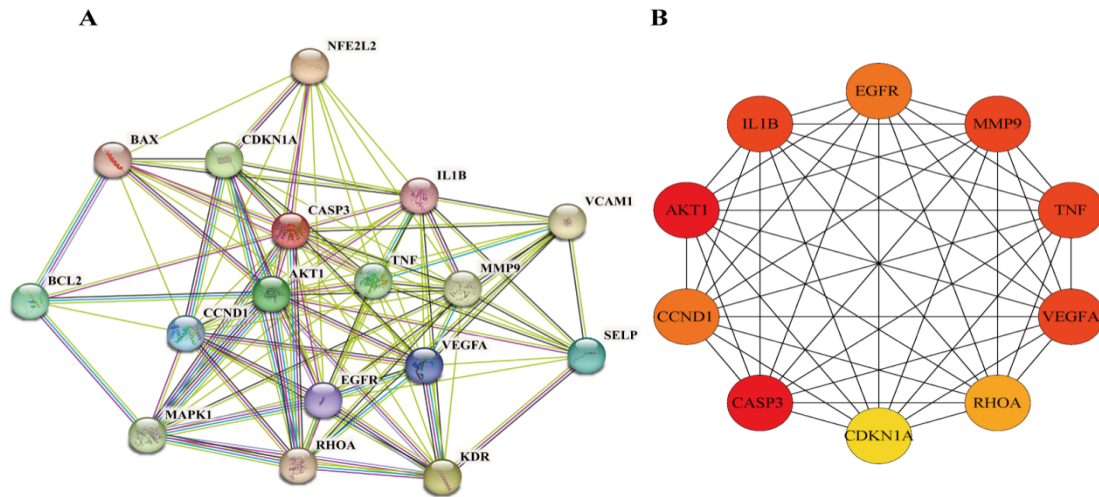 A
B
NFE2L2
BAX
CDKN1A
IL1B
CASP3
VCAM1
TNF
MMP9
AKT1
BCL2
CCND1
VEGFA
SELP
EGFR
MAPK1
RHOA
KDR
EGFR
IL1B
MMP9
AKT1
TNF
CCND1
VEGFA
CASP3
RHOA
CDKN1A